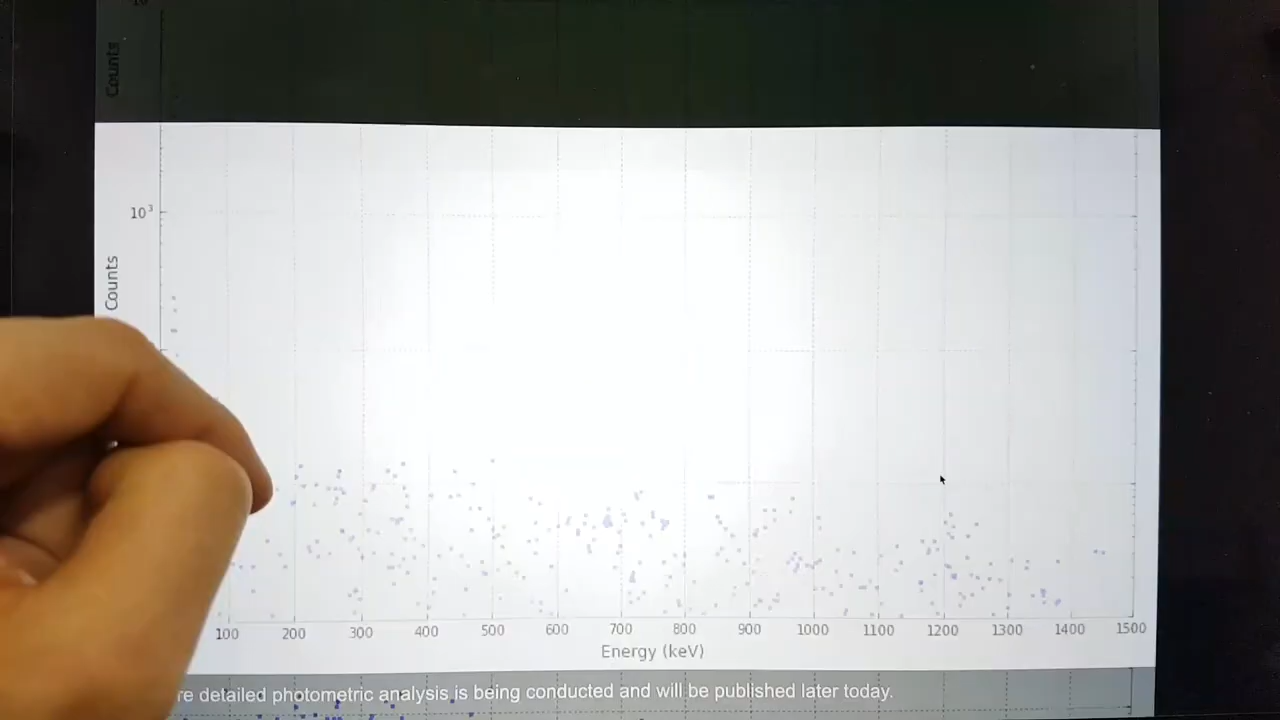 Counts
10³
Counts
100 200 300 400 500 600 700 800 900 1000 1100 1200 1300 1400 1500
Energy (keV)
re detailed photometric analysis is being conducted and will be published later today.